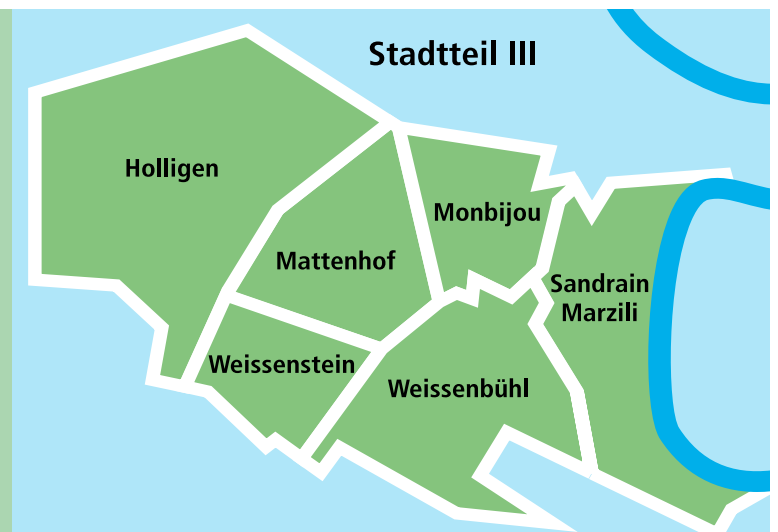 Stadtteil III
Holligen
Monbijou
Mattenhof
Sandrain
Marzili
Weissenstein
Weissenbühl